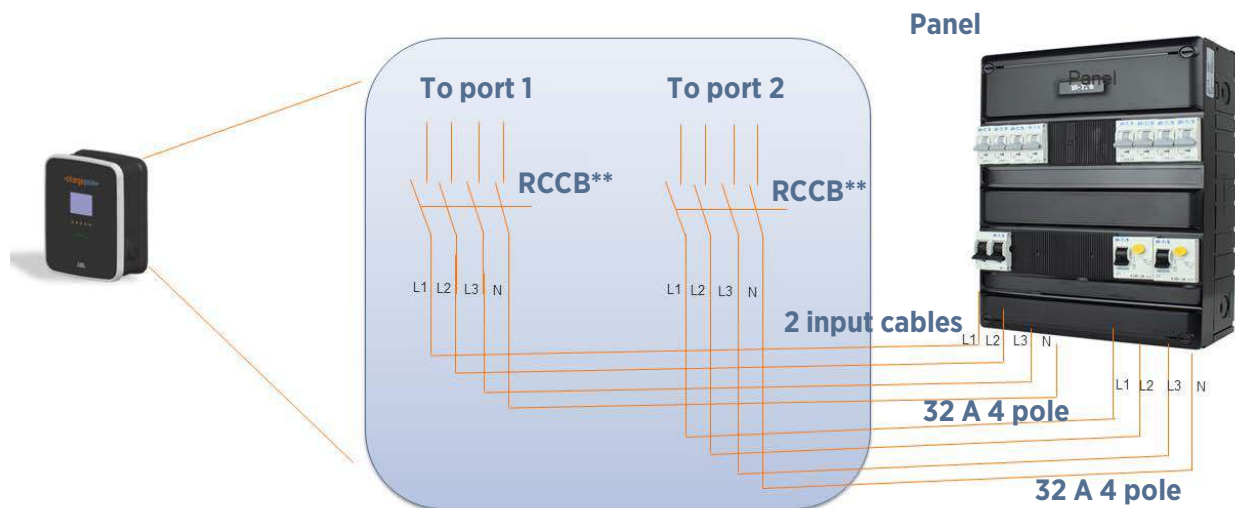 Panel
Panel
To port 1
To port 2
RCCB**
RCCB**
L1 L2 L3 N
L1 L2 L3 N
2 input cables
L1 L2 L3 N
L1 L2 L3 N
32 A 4 pole
32 A 4 pole